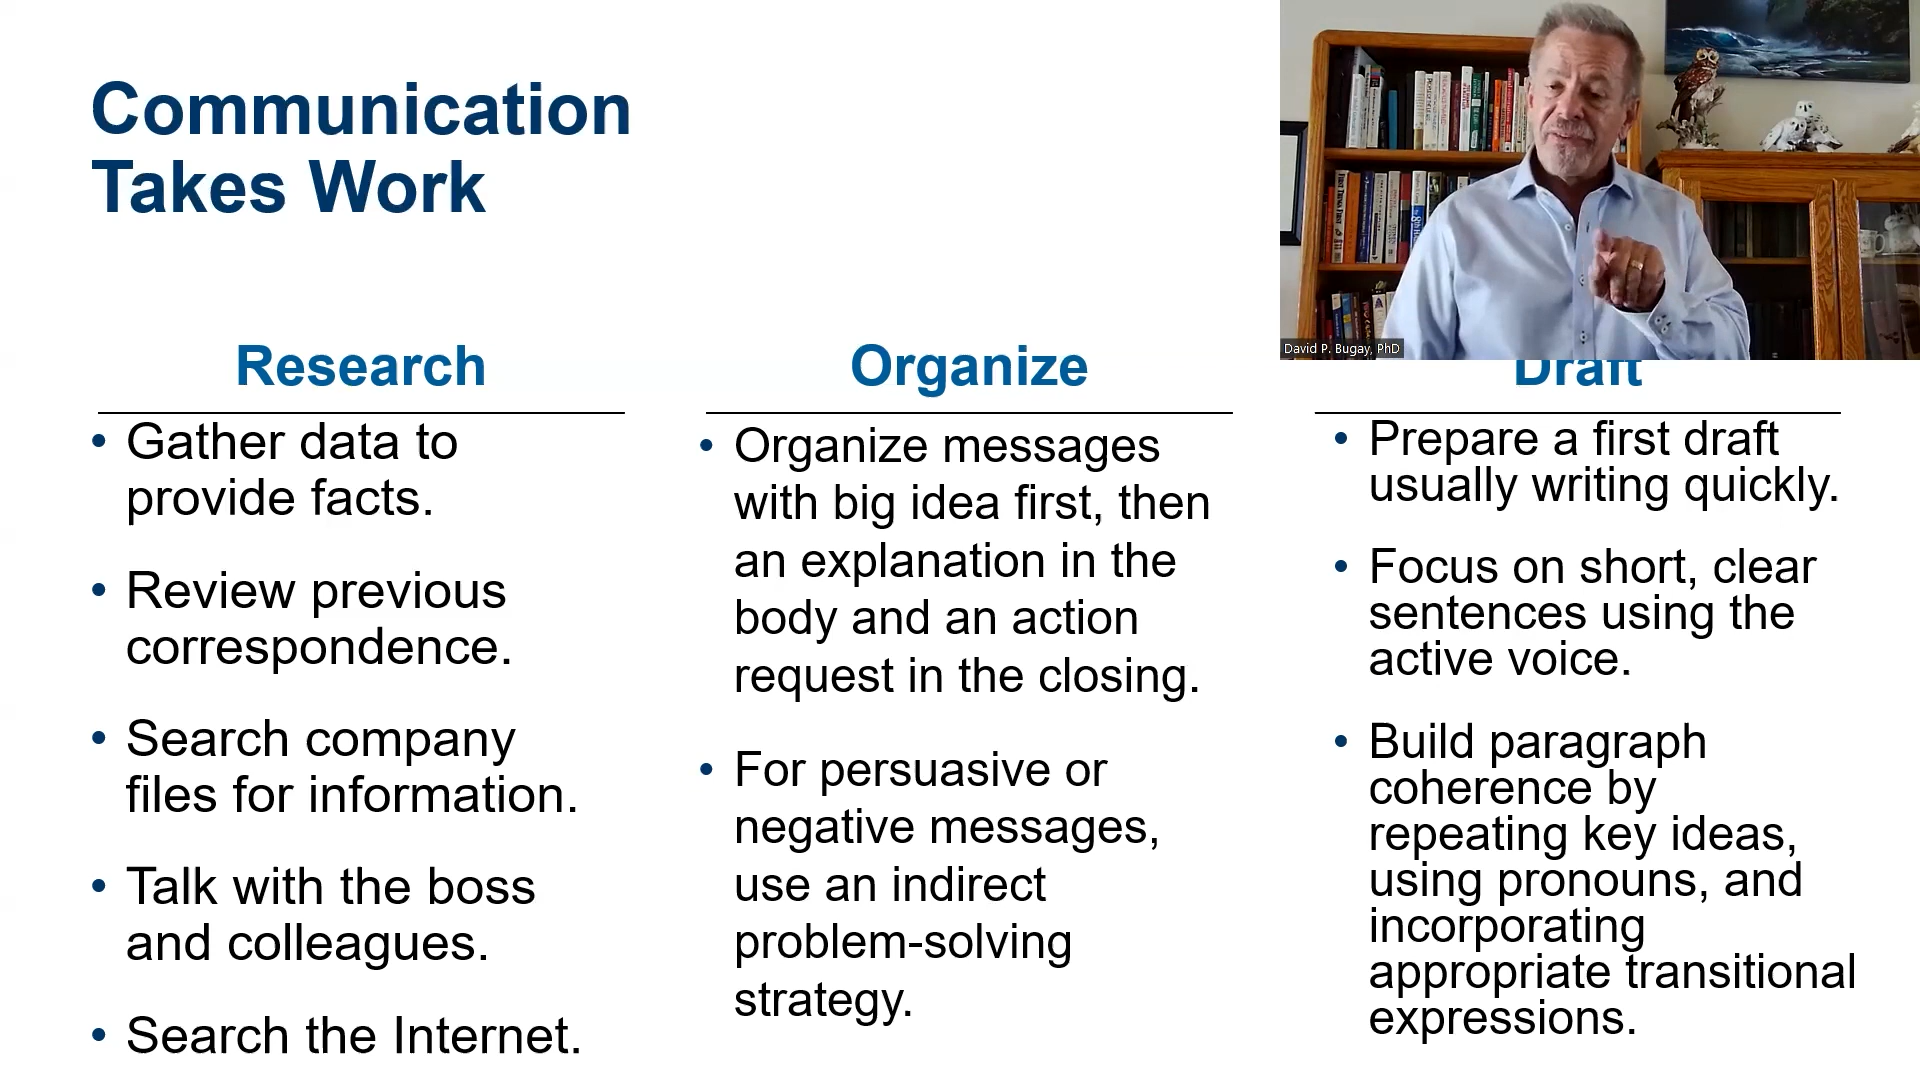 Communication
Takes Work
David P. Bugay, PhD
Research
Gather data to
provide facts.
Review previous
correspondence.
Search company
files for information.
Talk with the boss
and colleagues.
Search the Internet.
Organize
Organize messages
with big idea first, then
an explanation in the
body and an action
request in the closing.
For persuasive or
negative messages,
use an indirect
problem-solving
strategy.
Draft
Prepare a first draft
usually writing quickly.
Focus on short, clear
sentences using the
active voice.
Build paragraph
coherence by
repeating key ideas,
using pronouns, and
incorporating
appropriate transitional
expressions.